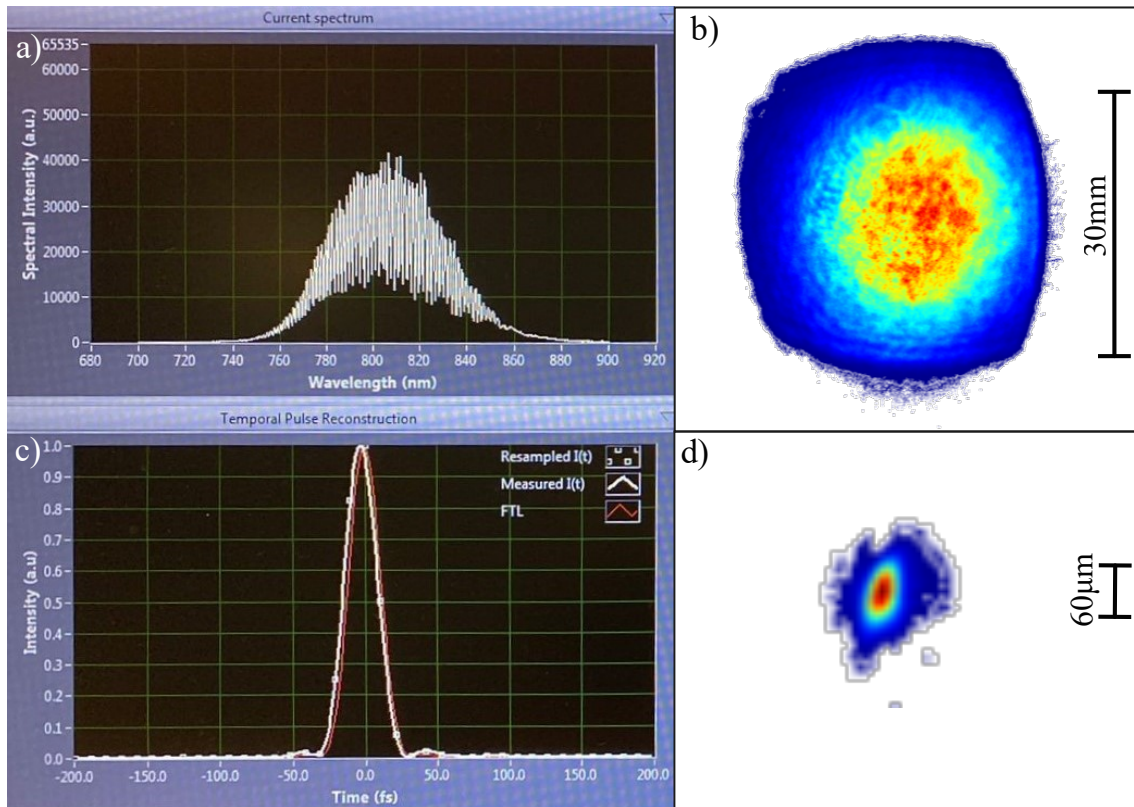 Current spectrum
a)
65535
60000
50000
40000
30000
20000
10000
0
Spectral Intensity (a.u.)
680 700 720 740 760 780 800 820 840 860 880 900 920
Wavelength (nm)
b)
30mm
Temporal Pulse Reconstruction
c)
1.0
0.9
0.8
0.7
0.6
0.5
0.4
0.3
0.2
0.1
0.0
Intensity (a.u)
Resampled I(t)
Measured I(t)
FTL
-200.0 -150.0 -100.0 -50.0 0.0 50.0 100.0 150.0 200.0
Time (fs)
d)
60µm